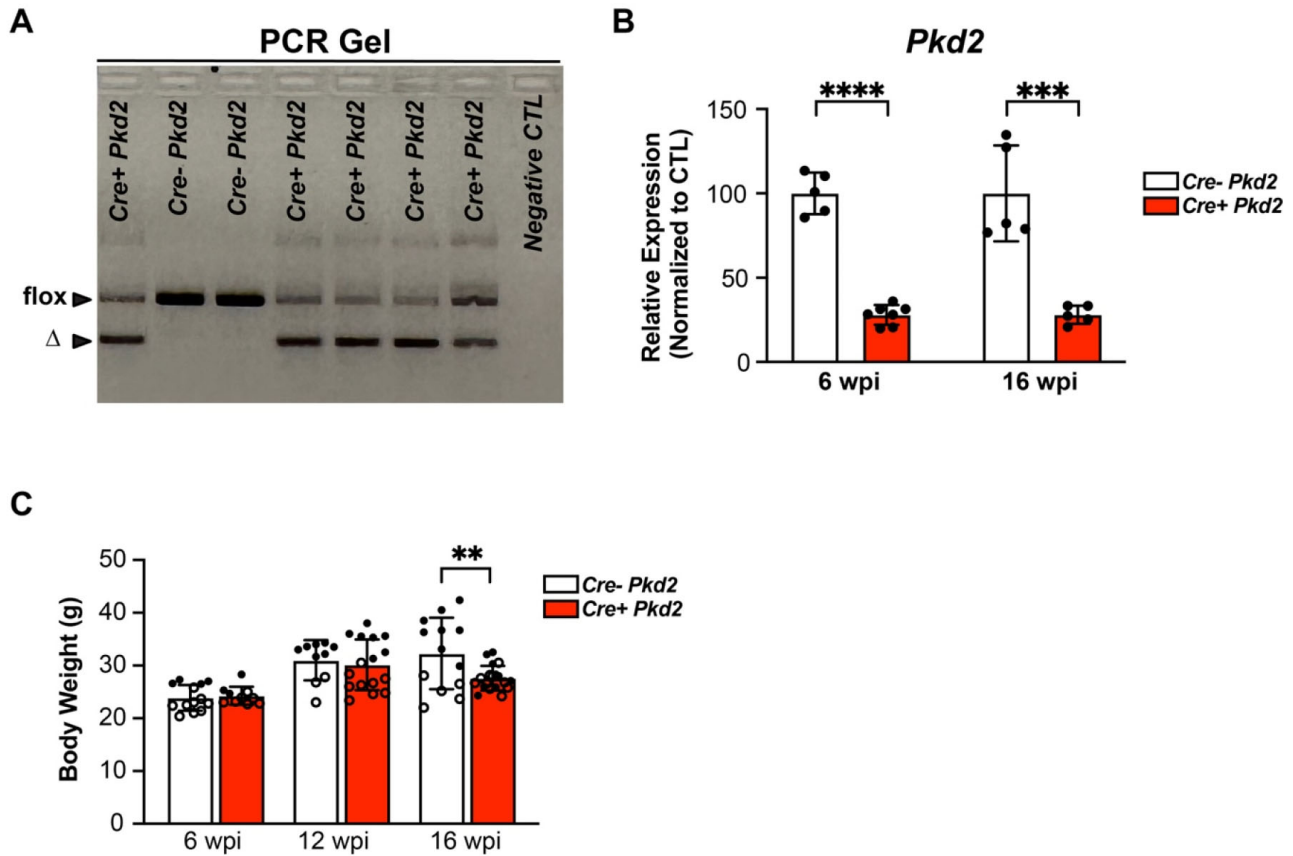 A
PCR Gel
Cre+ Pkd2
Cre- Pkd2
Cre- Pkd2
Cre+ Pkd2
Cre+ Pkd2
Cre+ Pkd2
Cre+ Pkd2
Negative CTL
flox
Δ
B
Pkd2
**** ***
Relative Expression
(Normalized to CTL)
150
100
50
0
6 wpi 16 wpi
Cre- Pkd2
Cre+ Pkd2
C
**
Body Weight (g)
50
40
30
20
10
0
6 wpi 12 wpi 16 wpi
Cre- Pkd2
Cre+ Pkd2